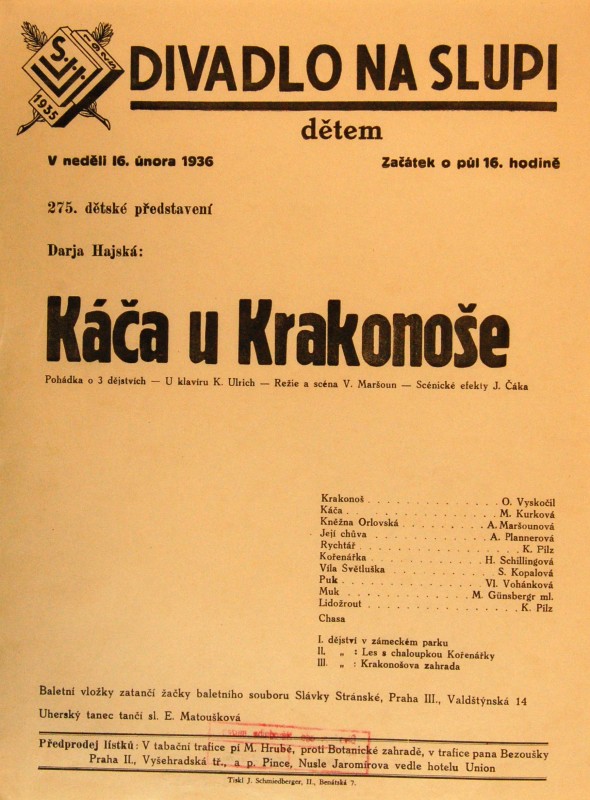 S.J.H.
1935
DIVADLO NA SLUPI
dětem
V neděli 16. února 1936 Začátek o půl 16. hodině
275. dětské představení
Darja Hajská:
Káča u Krakonoše
Pohádka o 3 dějstvích — U klavíru K. Ulrich — Režie a scéna V. Maršoun — Scénické efekty J. Čáka
Krakonoš . . . . . . . . . . . . O. Vyskočil
Káča . . . . . . . . . . . . . . M. Kurková
Kněžna Orlovská . . . . . . . . . A. Maršounová
Její chůva . . . . . . . . . . . A. Plannerová
Rychtář . . . . . . . . . . . . . K. Pilz
Kořenářka . . . . . . . . . . . . H. Schillingová
Víla Světluška . . . . . . . . . S. Kopalová
Puk . . . . . . . . . . . . . . . Vl. Vohánková
Muk . . . . . . . . . . . . . . . M. Günsbergr ml.
Lidožrout . . . . . . . . . . . . K. Pilz
Chasa
I. dějství v zámeckém parku
II. „ : Les s chaloupkou Kořenářky
III. „ : Krakonošova zahrada
Baletní vložky zatančí žačky baletního souboru Slávky Stránské, Praha III., Valdštýnská 14
Uherský tanec tančí sl. E. Matoušková
Předprodej lístků: V tabační trafice pí M. Hrubé, proti Botanické zahradě, v trafice pana Bezoušky
Praha II., Vyšehradská tř., a p. Pince, Nusle Jaromírova vedle hotelu Union
Tiskl J. Schmiedberger, II., Benátská 7.